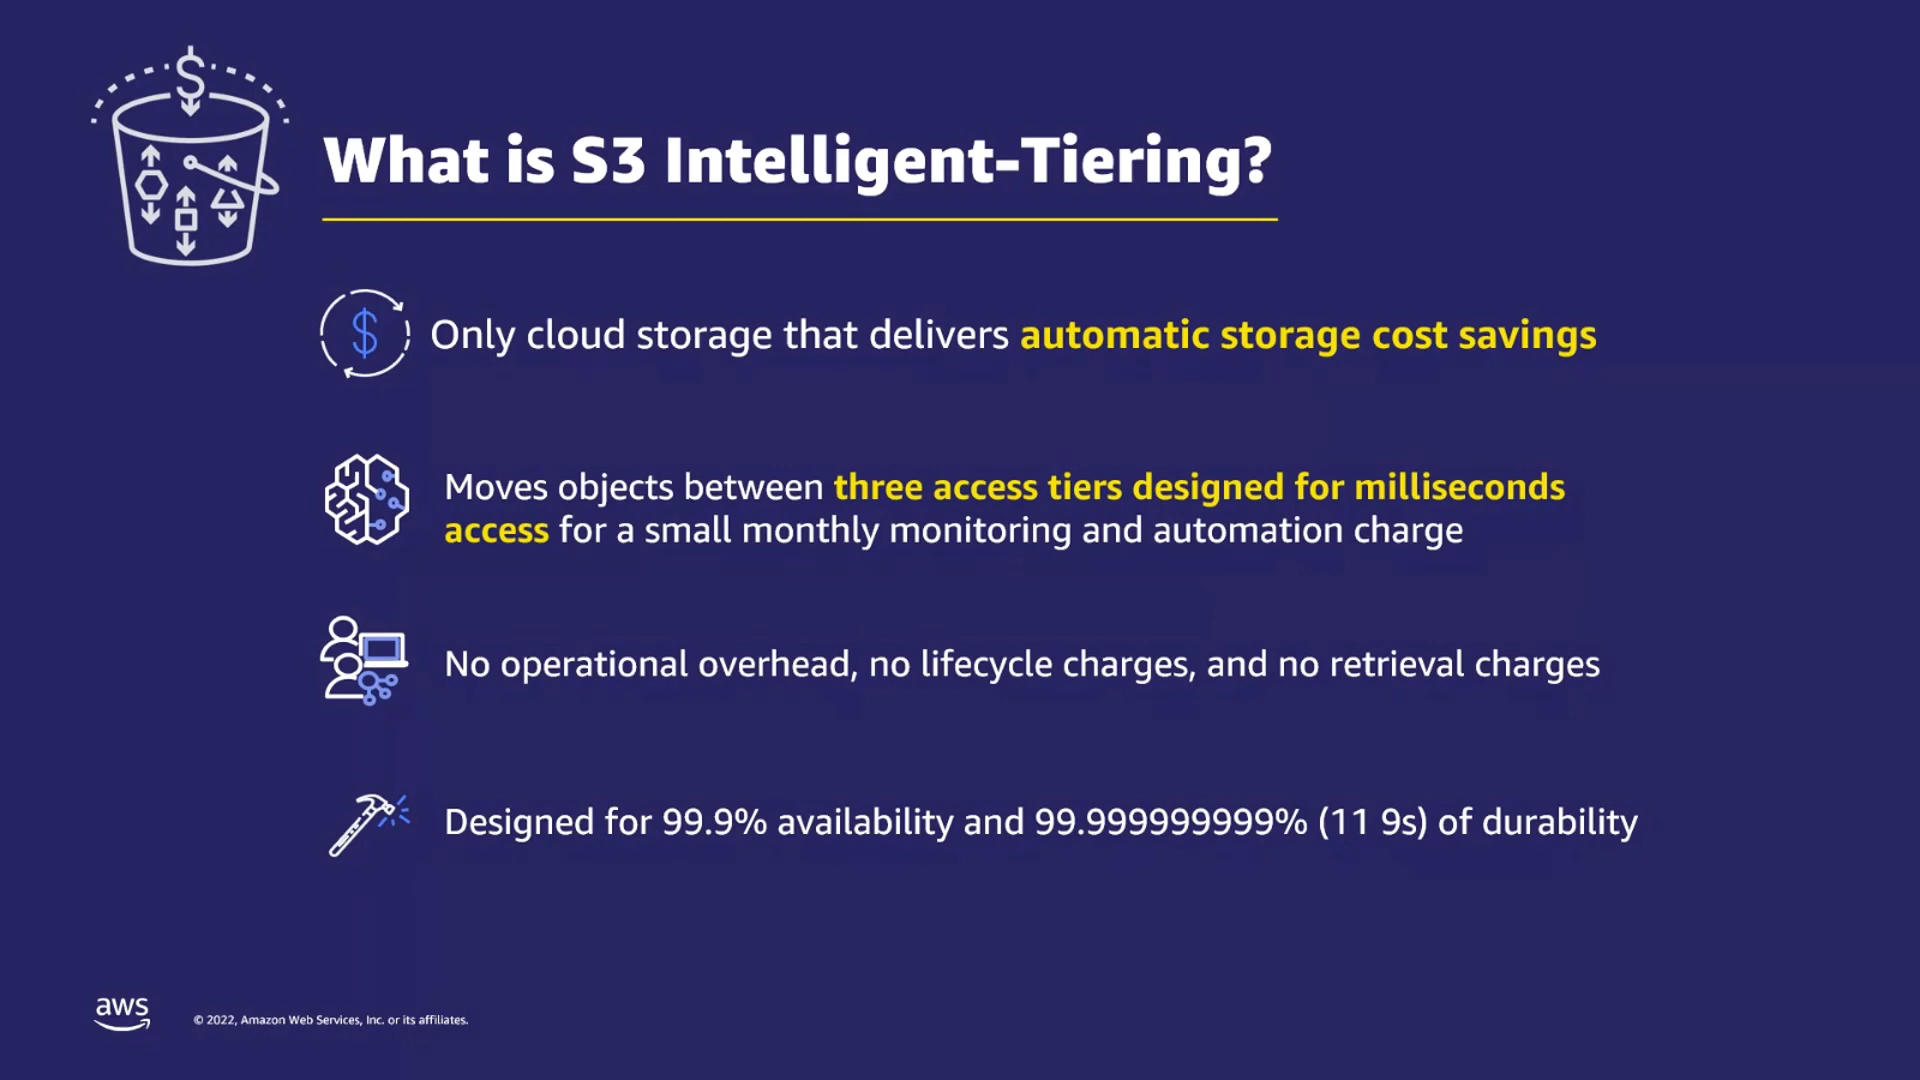 What is S3 Intelligent-Tiering?
Only cloud storage that delivers automatic storage cost savings
Moves objects between three access tiers designed for milliseconds
access for a small monthly monitoring and automation charge
No operational overhead, no lifecycle charges, and no retrieval charges
Designed for 99.9% availability and 99.999999999% (11 9s) of durability
aws
© 2022, Amazon Web Services, Inc. or its affiliates.